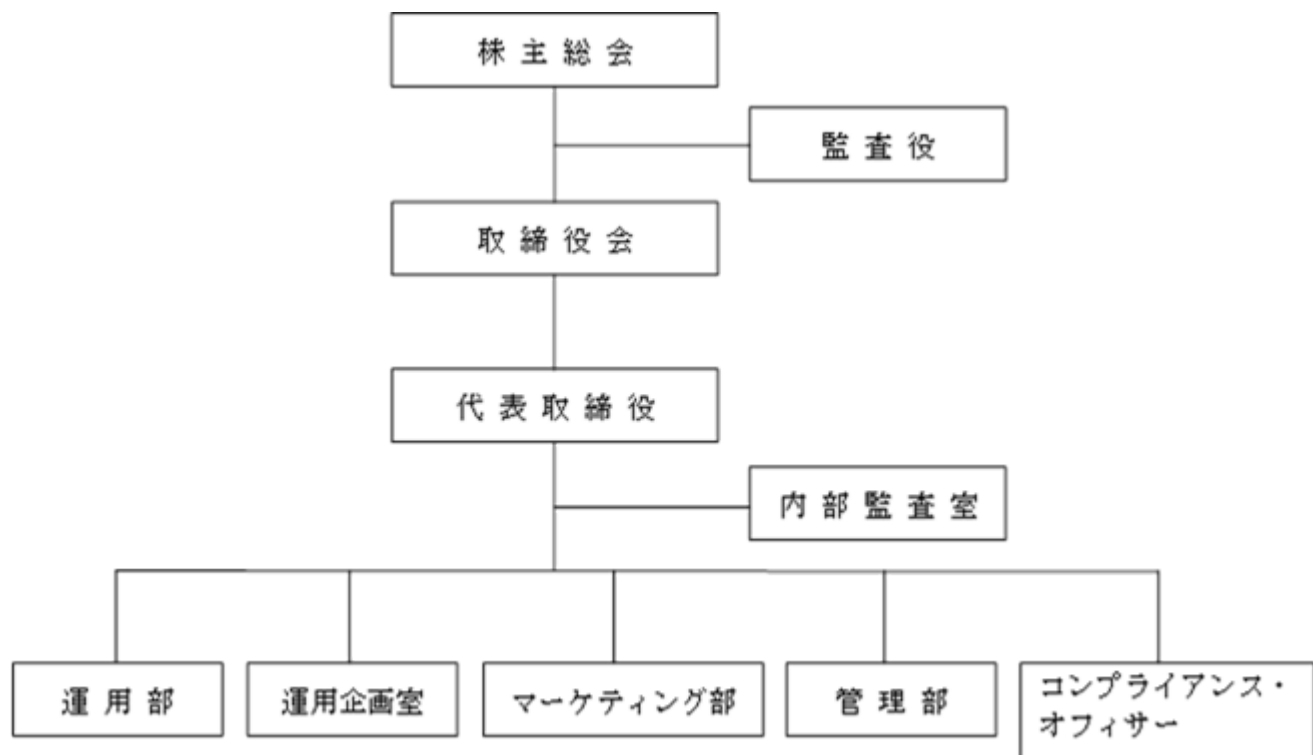 株主総会
監査役
取締役会
代表取締役
内部監査室
運用部
運用企画室
マーケティング部
管理部
コンプライアンス・
オフィサー